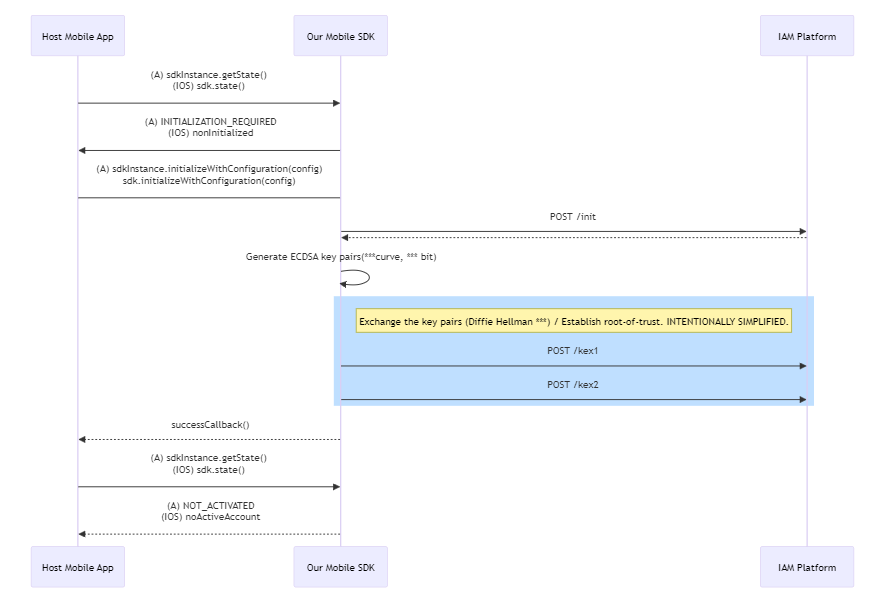 Host Mobile App
Our Mobile SDK
IAM Platform
(A) sdkInstance.getState()
(IOS) sdk.state()
(A) INITIALIZATION_REQUIRED
(IOS) nonInitialized
(A) sdkInstance.initializeWithConfiguration(config)
sdk.initializeWithConfiguration(config)
POST /init
Generate ECDSA key pairs(***curve, *** bit)
Exchange the key pairs (Diffie Hellman ***) / Establish root-of-trust. INTENTIONALLY SIMPLIFIED.
POST /kex1
POST /kex2
successCallback()
(A) sdkInstance.getState()
(IOS) sdk.state()
(A) NOT_ACTIVATED
(IOS) noActiveAccount
Host Mobile App
Our Mobile SDK
IAM Platform